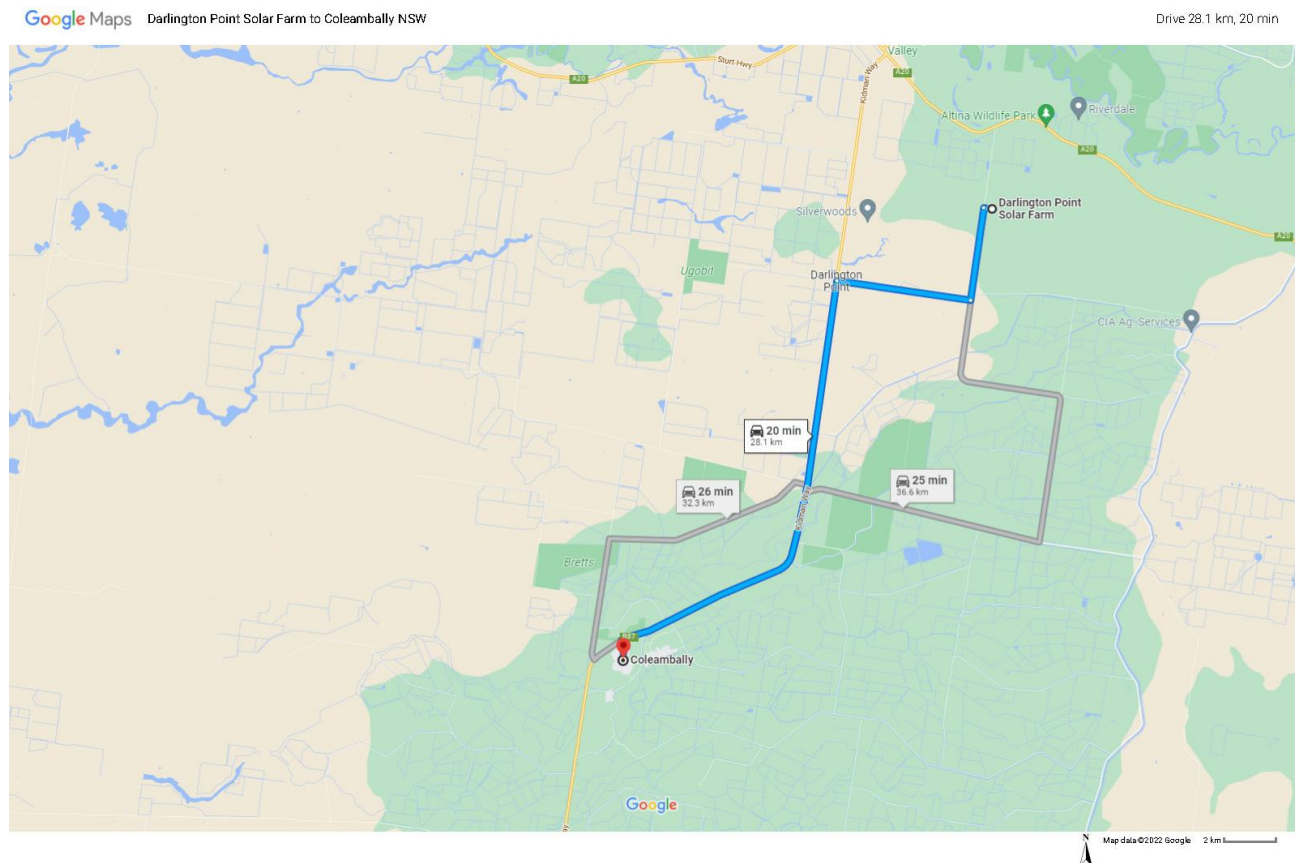 Google Maps Darlington Point Solar Farm to Coleambally NSW
Drive 28.1 km, 20 min
Valley
A20
Sturt Hwy
A20
Kidman Way
Altina Wildlife Park
Riverdale
A20
Darlington Point
Solar Farm
Silverwoods
A20
Ugobit
Darlington
Point
CIA Ag. Services
20 min
28.1 km
26 min
32.3 km
25 min
36.6 km
Kidman Way
Bretts
Coleambally
Google
N
Map data ©2022 Google
2 km